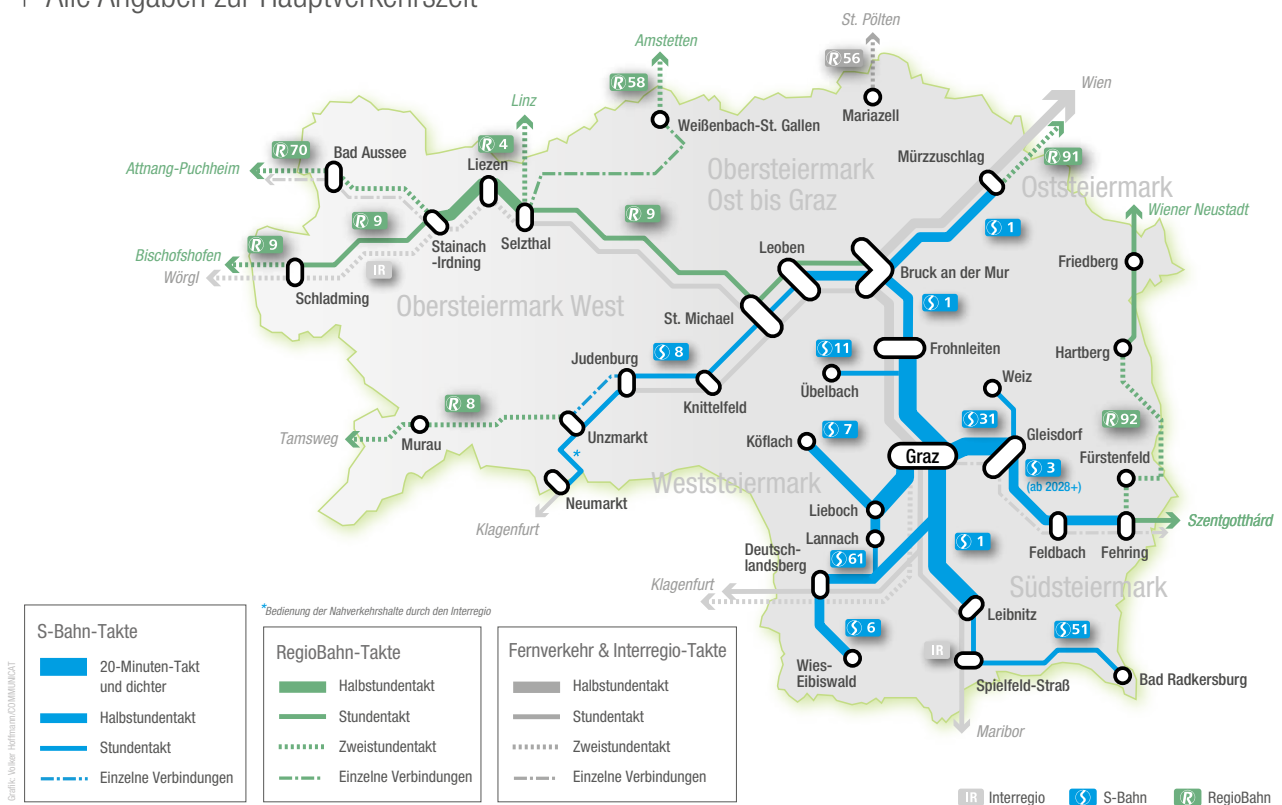 Alle Angaben zur Hauptverkehrszeit
St. Pölten
Amstetten
R 56
Wien
R 58
Linz
Mariazell
Weißenbach-St. Gallen
R 70
Bad Aussee
R 4
Liezen
Mürzzuschlag
R 91
Attnang-Puchheim
Obersteiermark
Ost bis Graz
Oststeiermark
R 9
R 9
Wiener Neustadt
S 1
R 9
Stainach
-Irdning
Selzthal
Leoben
Bischofshofen
Wörgl
IR
Bruck an der Mur
Friedberg
Schladming
Obersteiermark West
St. Michael
S 1
Judenburg
S 8
S 11
Frohnleiten
Hartberg
Übelbach
Weiz
Knittelfeld
R 8
S 31
R 92
Tamsweg
Murau
Unzmarkt
S 7
Köflach
Gleisdorf
*
Graz
S 3
(ab 2028+)
Fürstenfeld
Neumarkt
Weststeiermark
Klagenfurt
Lieboch
Szentgotthárd
Lannach
S 1
Feldbach
Fehring
Deutsch-
landsberg
S 61
Klagenfurt
Südsteiermark
Leibnitz
S 6
IR
S 51
Wies-
Eibiswald
Spielfeld-Straß
Bad Radkersburg
Maribor
*Bedienung der Nahverkehrshalte durch den Interregio
S-Bahn-Takte
20-Minuten-Takt
und dichter
Halbstundentakt
Stundentakt
Einzelne Verbindungen
RegioBahn-Takte
Halbstundentakt
Stundentakt
Zweistundentakt
Einzelne Verbindungen
Fernverkehr & Interregio-Takte
Halbstundentakt
Stundentakt
Zweistundentakt
Einzelne Verbindungen
Grafik: Volker Hoffmann/COMMUNICAT
IR Interregio
S S-Bahn
R RegioBahn